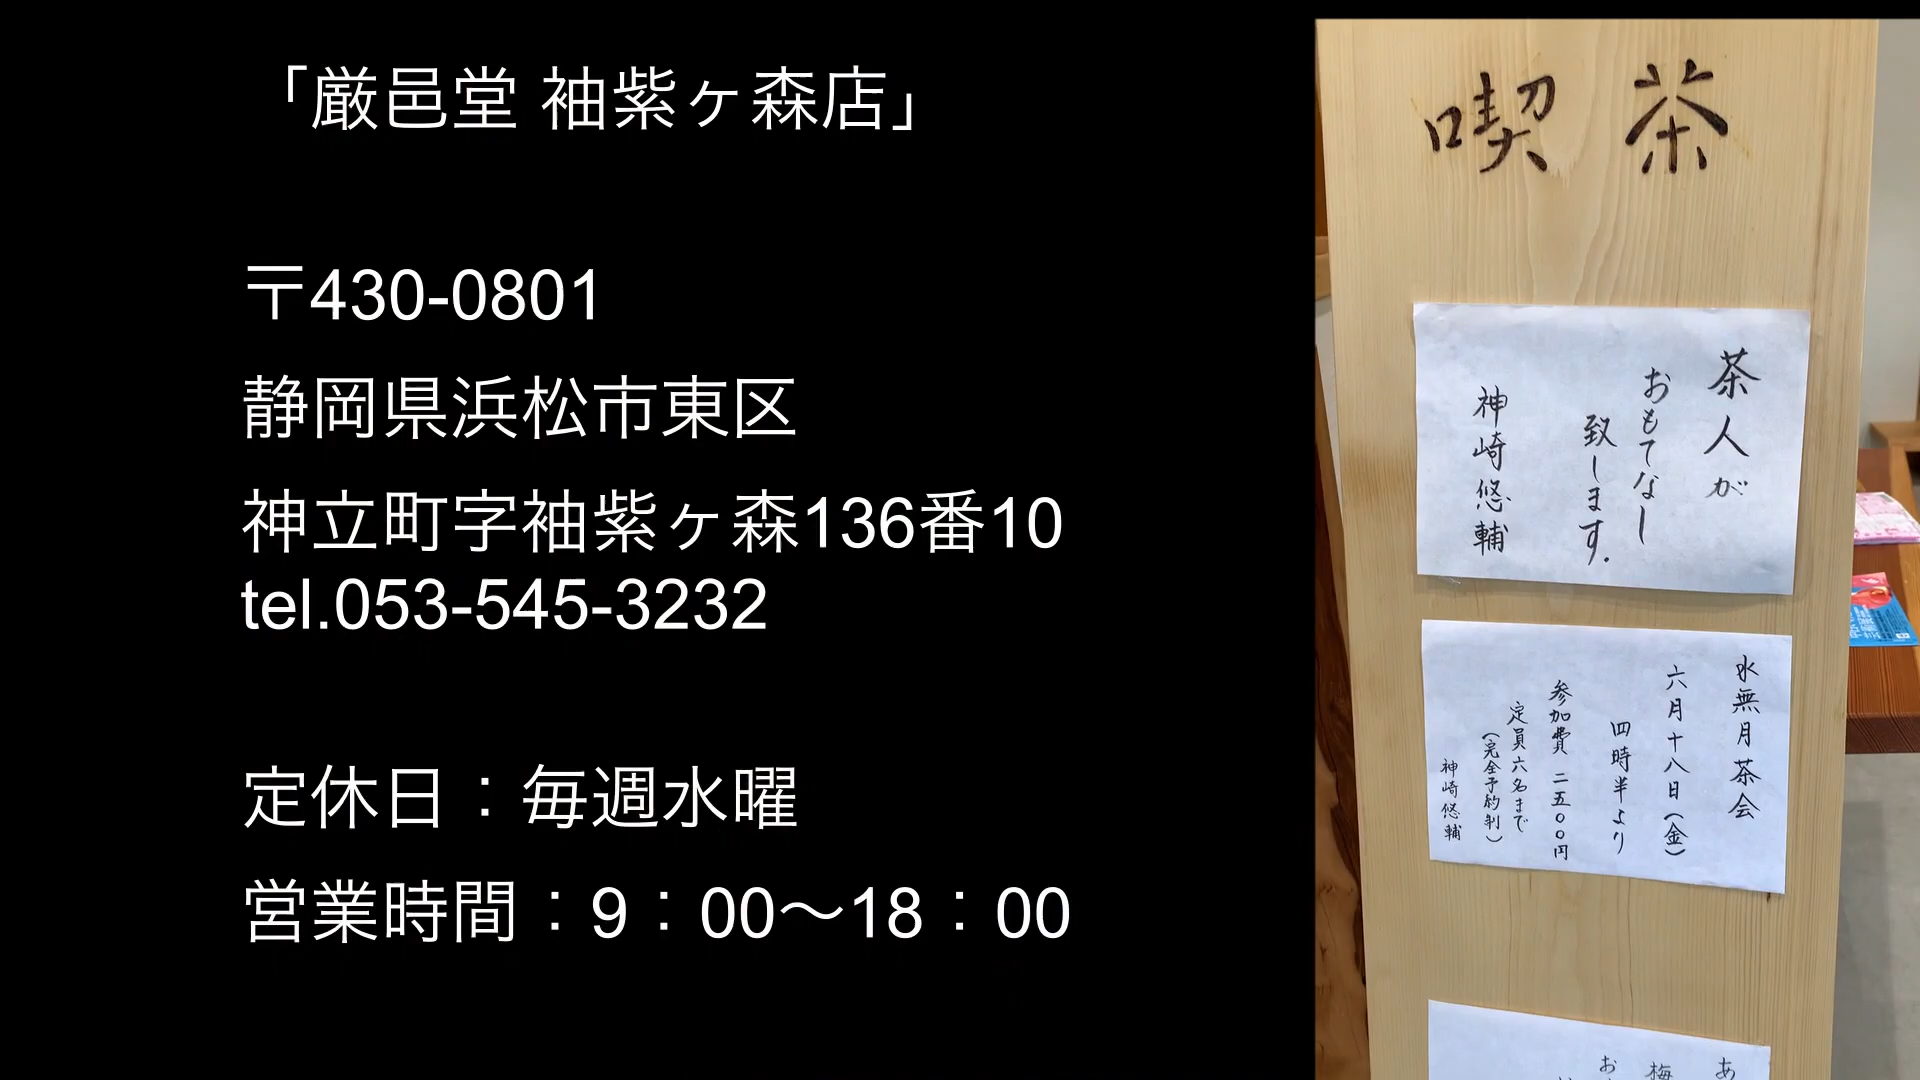 「厳邑堂 袖紫ヶ森店」
〒430-0801
静岡県浜松市東区
神立町字袖紫ヶ森136番10
tel.053-545-3232
定休日：毎週水曜
営業時間：9：00〜18：00
喫茶
茶人が
おもてなし
致します.
神崎悠輔
水無月茶会
六月十八日(金)
四時半より
参加費 二五〇〇円
定員六名まで
(完全予約制)
神崎悠輔
あ
梅
お